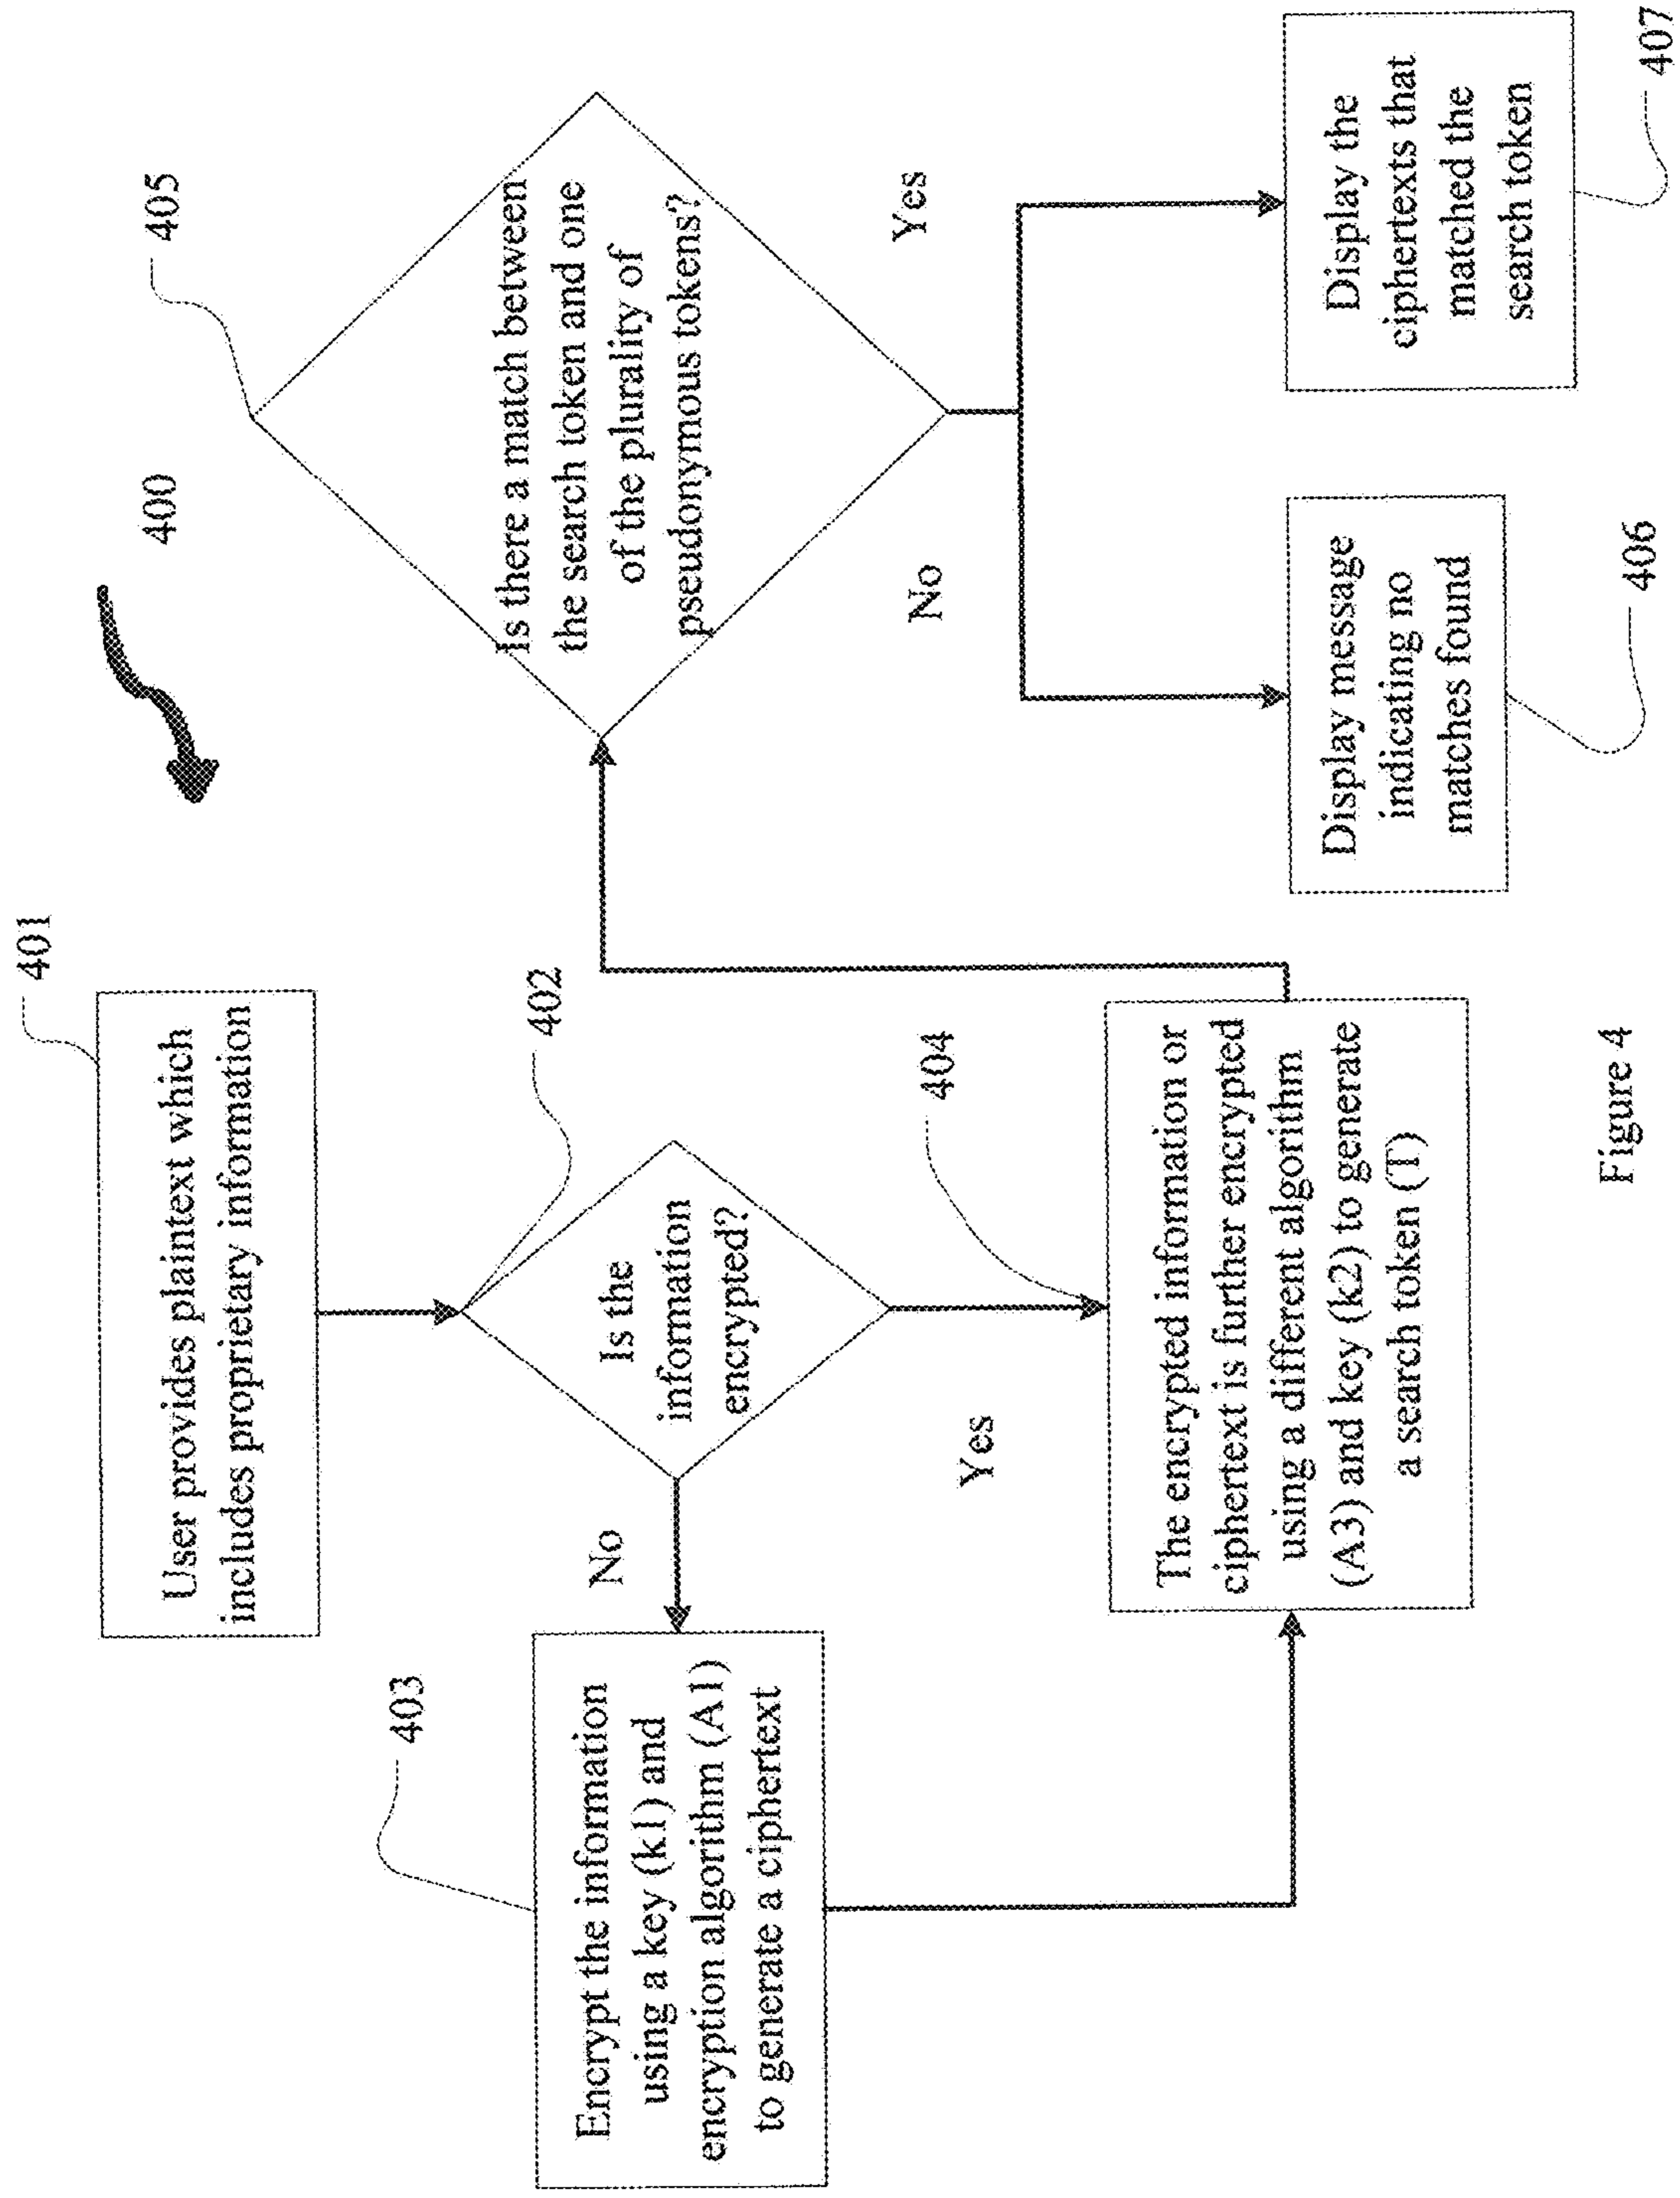 400
401
User provides plaintext which
includes proprietary information
402
Is the
information
encrypted?
No
Yes
403
Encrypt the information
using a key (k1) and
encryption algorithm (A1)
to generate a ciphertext
404
The encrypted information or
ciphertext is further encrypted
using a different algorithm
(A3) and key (k2) to generate
a search token (T)
405
Is there a match between
the search token and one
of the plurality of
pseudonymous tokens?
No
Yes
Display message
indicating no
matches found
406
Display the
ciphertexts that
matched the
search token
407
Figure 4